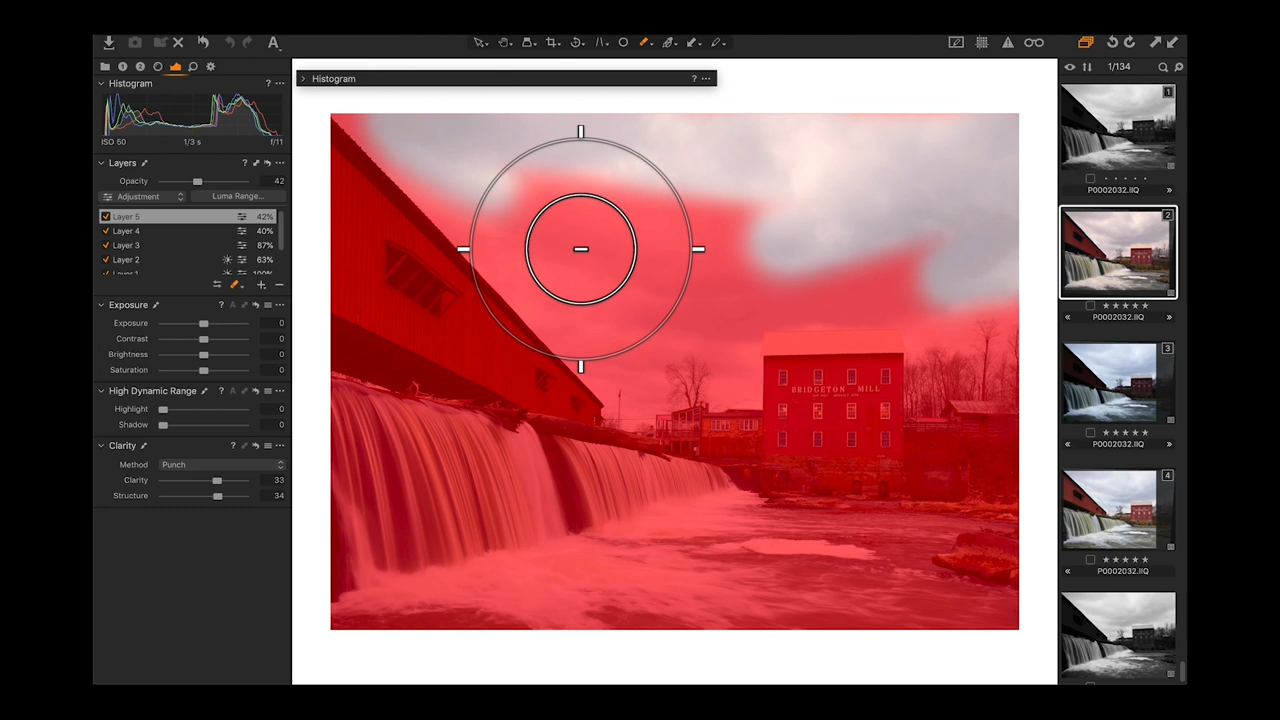 A
1/134
Histogram
?
Histogram
? ...
ISO 50 1/3 s f/11
Layers
?
Opacity 42
Adjustment Luma Range...
Layer 5 42%
Layer 4 40%
Layer 3 87%
Layer 2 63%
Layer 1 100%
Exposure
? A
Exposure 0
Contrast 0
Brightness 0
Saturation 0
High Dynamic Range
? A
Highlight 0
Shadow 0
Clarity
?
Method Punch
Clarity 33
Structure 34
BRIDGETON MILL
1
P0002032.IIQ
2
P0002032.IIQ
3
P0002032.IIQ
4
P0002032.IIQ